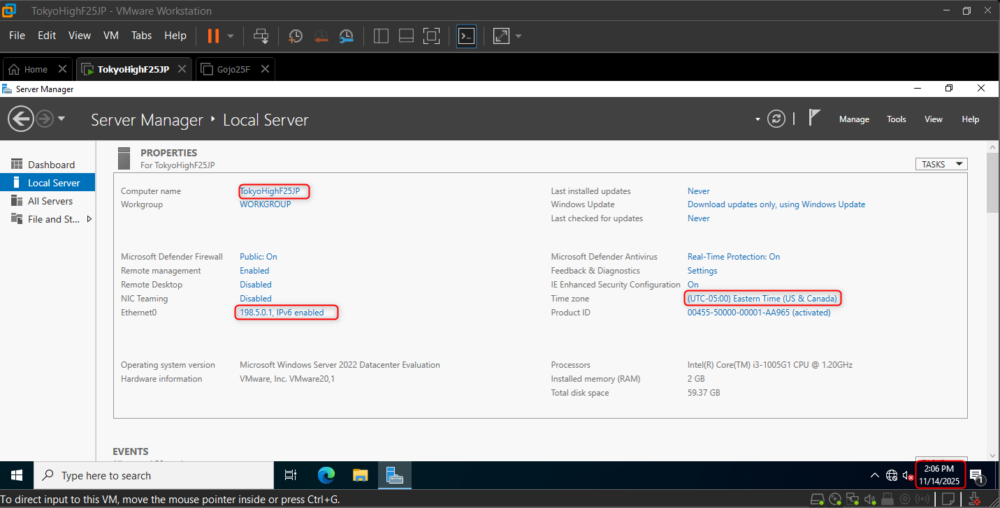 TokyoHighF25JP - VMware Workstation
File Edit View VM Tabs Help
Home TokyoHighF25JP Gojo25F
Server Manager
Server Manager Local Server
Manage Tools View Help
Dashboard
Local Server
All Servers
File and St...
PROPERTIES
For TokyoHighF25JP
TASKS
Computer name TokyoHighF25JP
Workgroup WORKGROUP
Last installed updates Never
Windows Update Download updates only, using Windows Update
Last checked for updates Never
Microsoft Defender Firewall Public: On
Remote management Enabled
Remote Desktop Disabled
NIC Teaming Disabled
Ethernet0 198.5.0.1, IPv6 enabled
Microsoft Defender Antivirus Real-Time Protection: On
Feedback & Diagnostics Settings
IE Enhanced Security Configuration On
Time zone (UTC-05:00) Eastern Time (US & Canada)
Product ID 00455-50000-00001-AA965 (activated)
Operating system version Microsoft Windows Server 2022 Datacenter Evaluation
Hardware information VMware, Inc. VMware20,1
Processors Intel(R) Core(TM) i3-1005G1 CPU @ 1.20GHz
Installed memory (RAM) 2 GB
Total disk space 59.37 GB
EVENTS
Type here to search
2:06 PM
11/14/2025
1
To direct input to this VM, move the mouse pointer inside or press Ctrl+G.